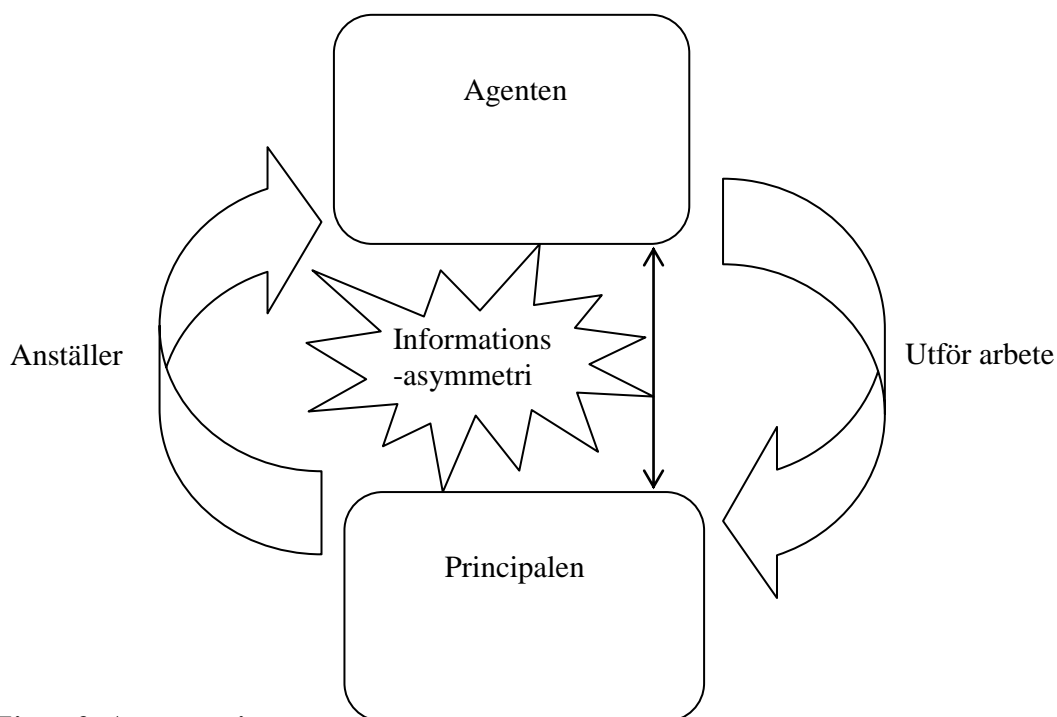 Agenten
Informations
-asymmetri
Anställer
Utför arbete
Principalen